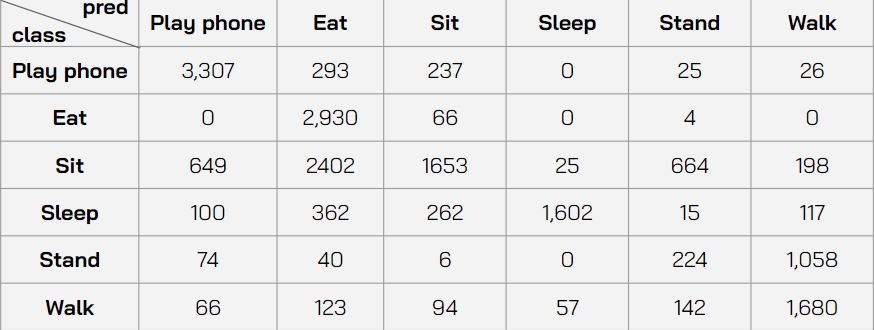 pred
class
Play phone Eat Sit Sleep Stand Walk
Play phone 3,307 293 237 0 25 26
Eat 0 2,930 66 0 4 0
Sit 649 2402 1653 25 664 198
Sleep 100 362 262 1,602 15 117
Stand 74 40 6 0 224 1,058
Walk 66 123 94 57 142 1,680